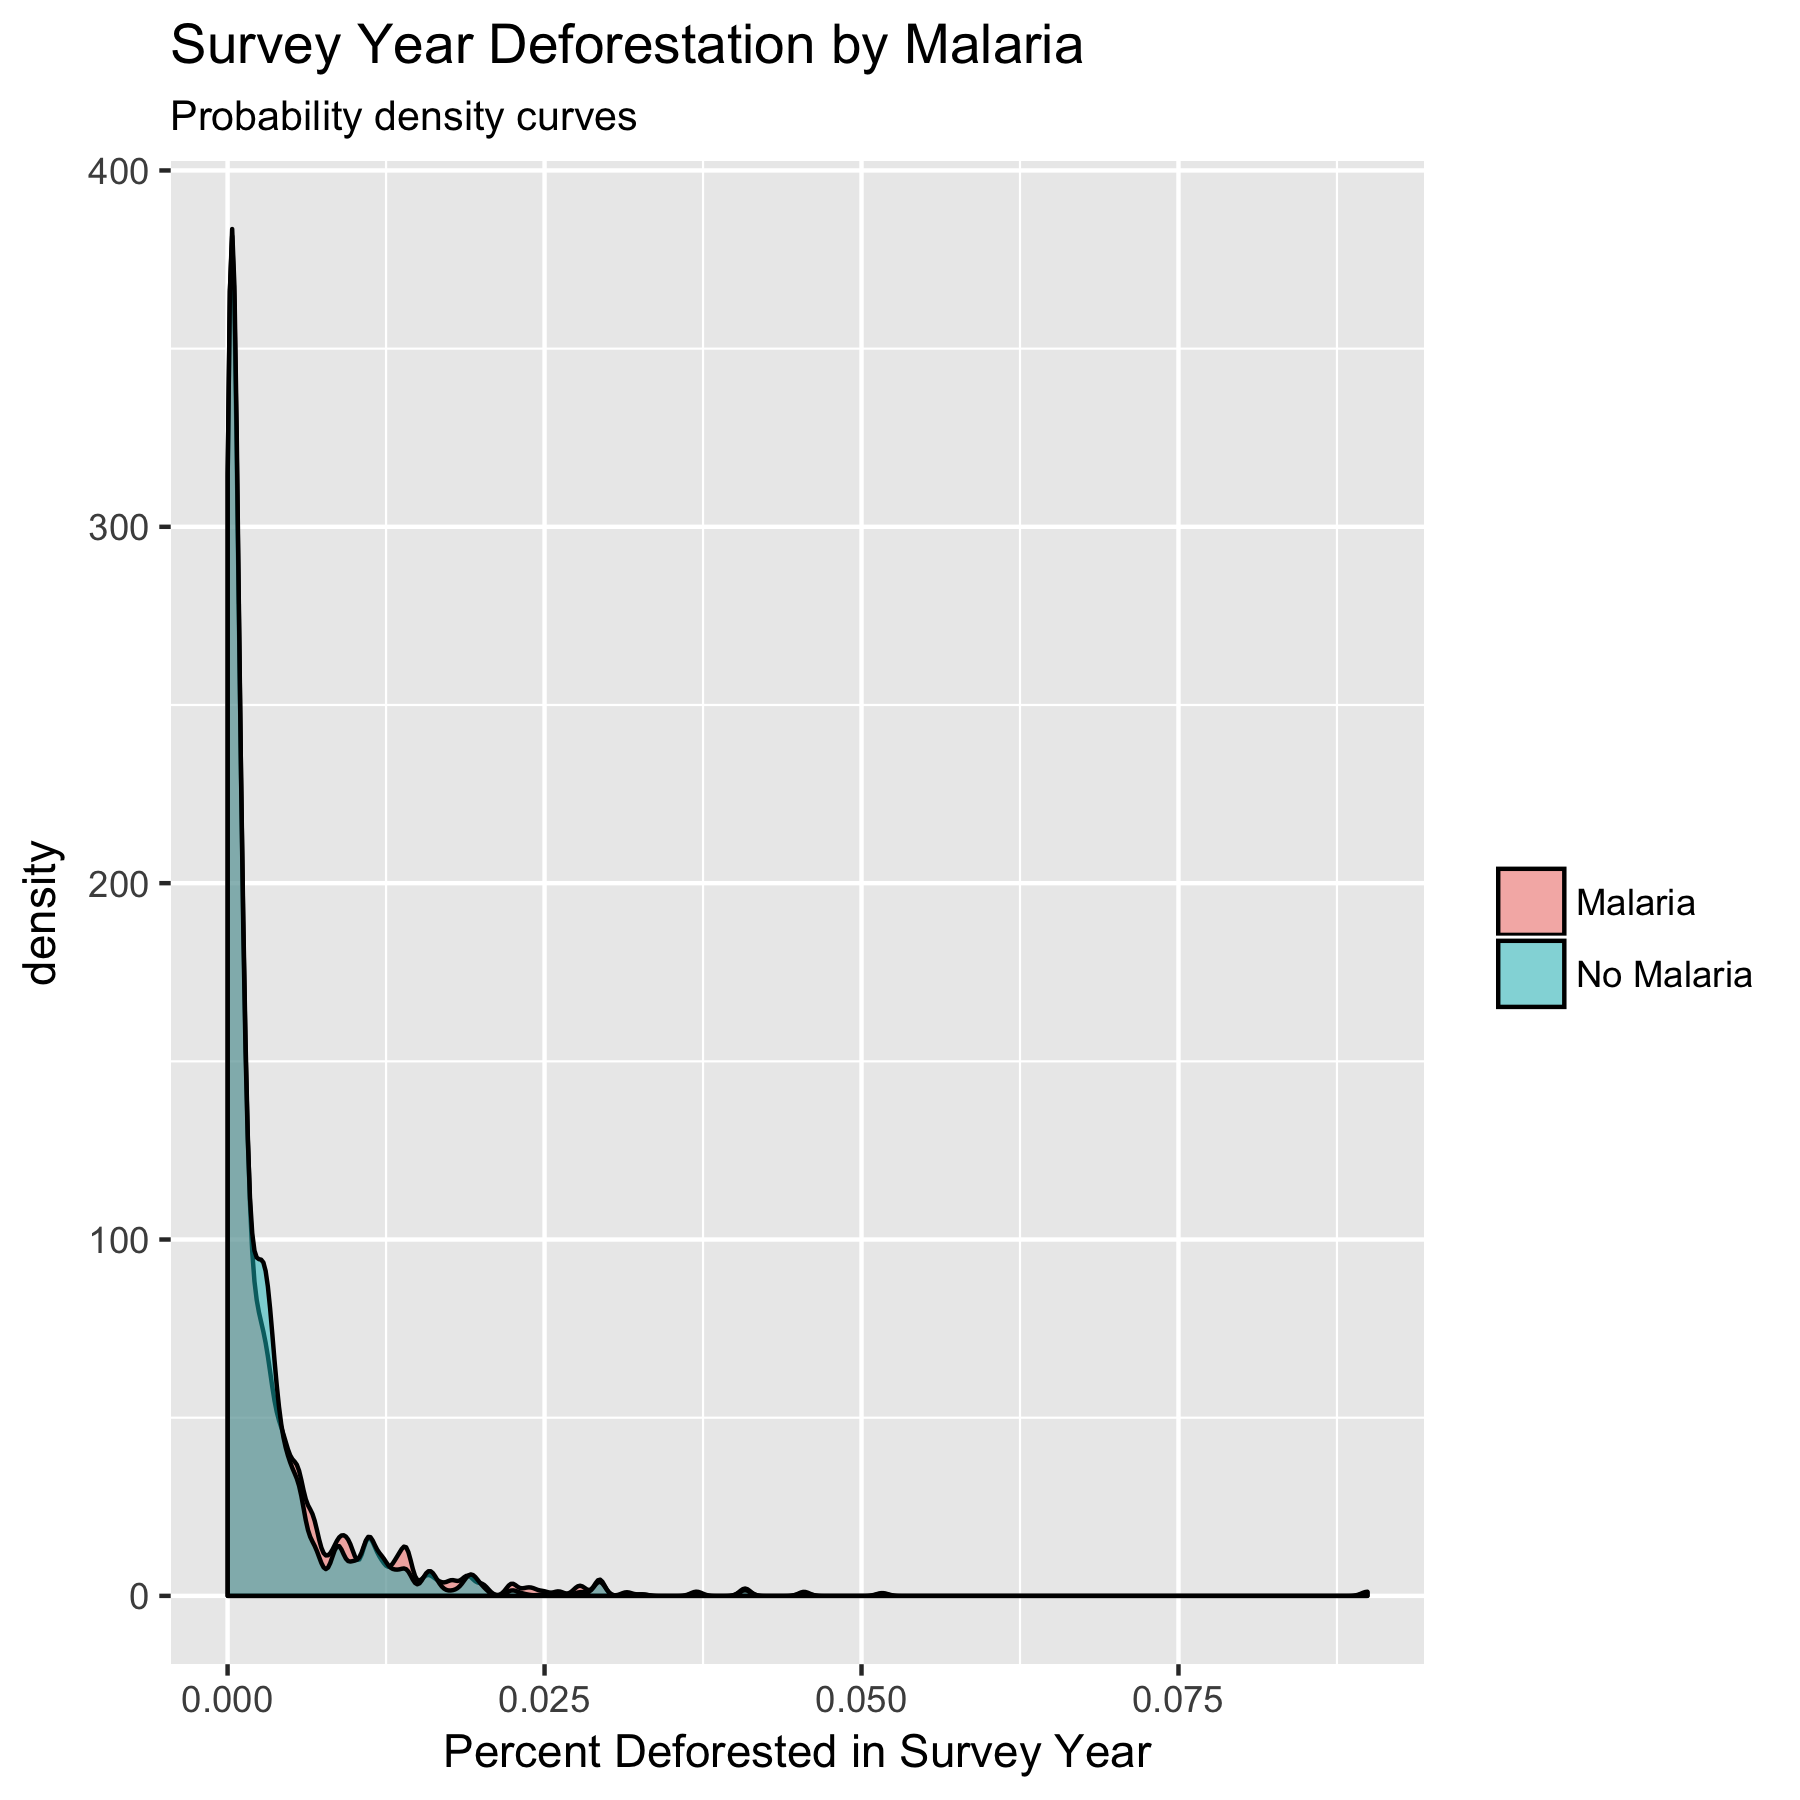 Survey Year Deforestation by Malaria
Probability density curves
400
300
200
100
0
density
0.000
0.025
0.050
0.075
Percent Deforested in Survey Year
Malaria
No Malaria